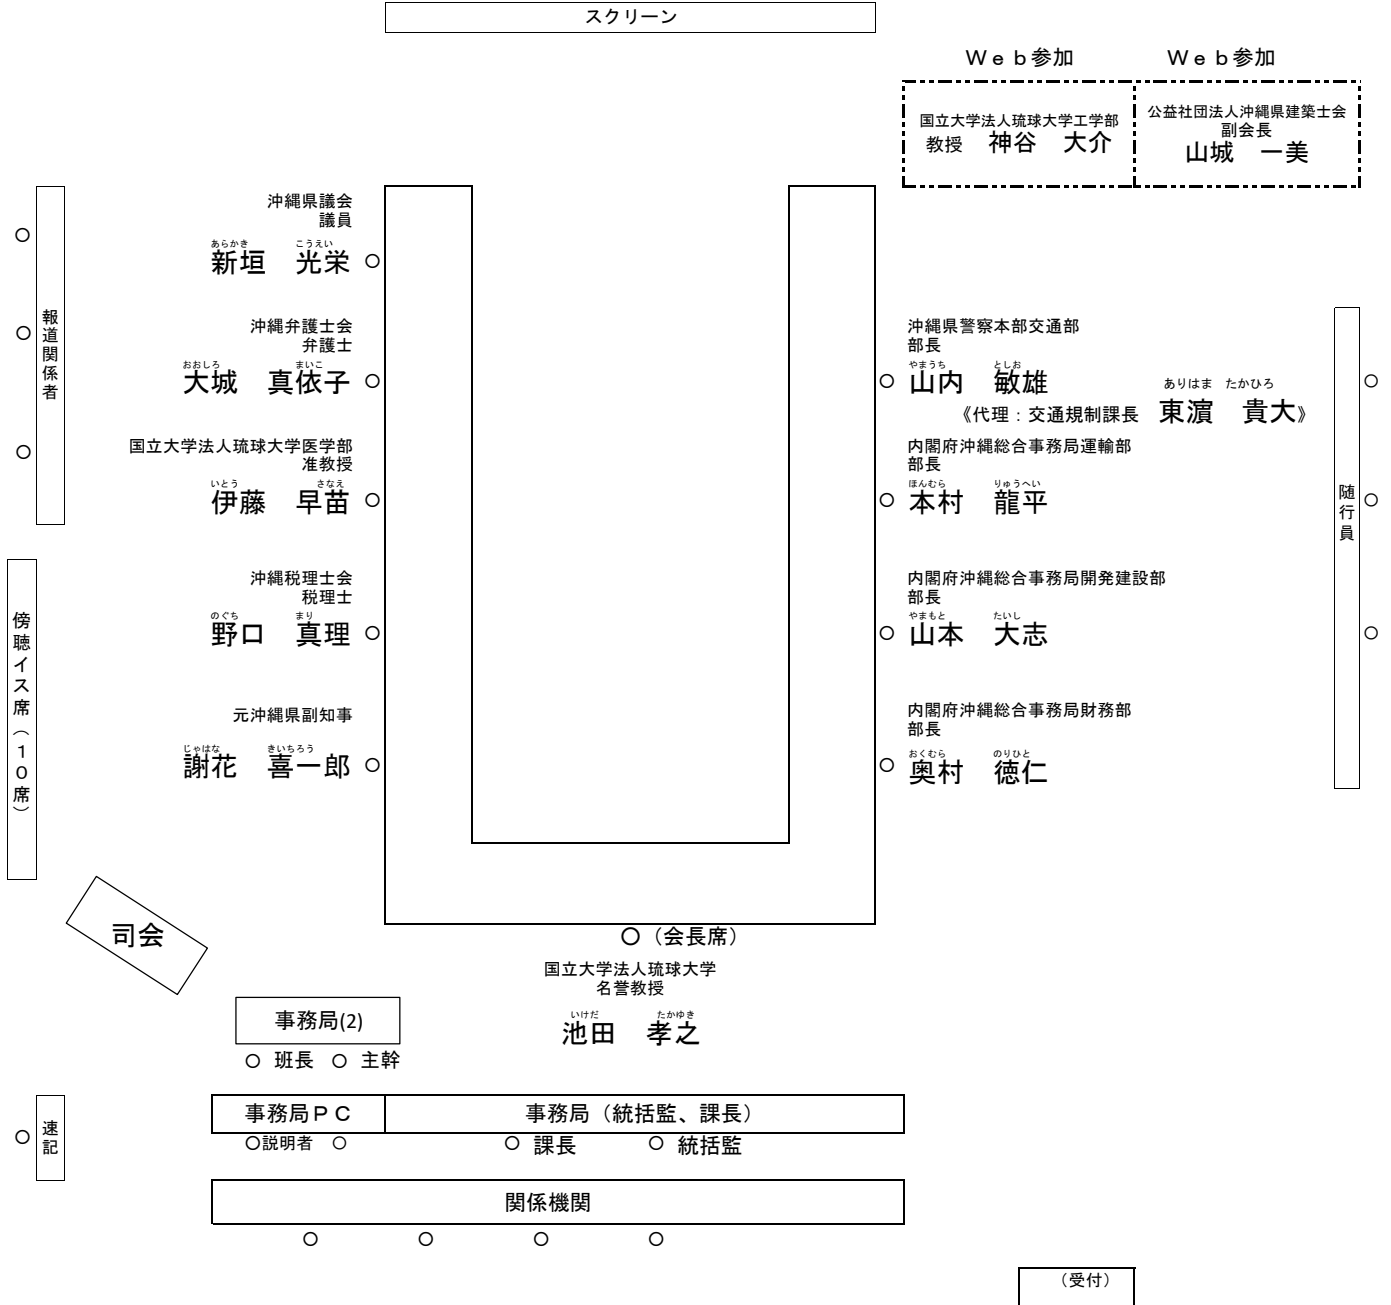 スクリーン
Ｗｅｂ参加　Ｗｅｂ参加
国立大学法人琉球大学工学部
教授　神谷　大介
公益社団法人沖縄県建築士会
副会長
山城　一美
沖縄県議会
議員
あらかき　こうえい
新垣　光栄
沖縄弁護士会
弁護士
おおしろ　まいこ
大城　真依子
国立大学法人琉球大学医学部
准教授
いとう　さなえ
伊藤　早苗
沖縄税理士会
税理士
のぐち　まり
野口　真理
元沖縄県副知事
じゃはな　きいちろう
謝花　喜一郎
沖縄県警察本部交通部
部長
やまうち　としお
山内　敏雄
ありはま　たかひろ
《代理：交通規制課長　東濵　貴大》
内閣府沖縄総合事務局運輸部
部長
ほんむら　りゅうへい
本村　龍平
内閣府沖縄総合事務局開発建設部
部長
やまもと　たいし
山本　大志
内閣府沖縄総合事務局財務部
部長
おくむら　のりひと
奥村　徳仁
報道関係者
傍聴イス席（１０席）
随行員
司会
（会長席）
国立大学法人琉球大学
名誉教授
いけだ　たかゆき
池田　孝之
事務局(2)
班長　主幹
速記
事務局ＰＣ　事務局（統括監、課長）
説明者　課長　統括監
関係機関
（受付）